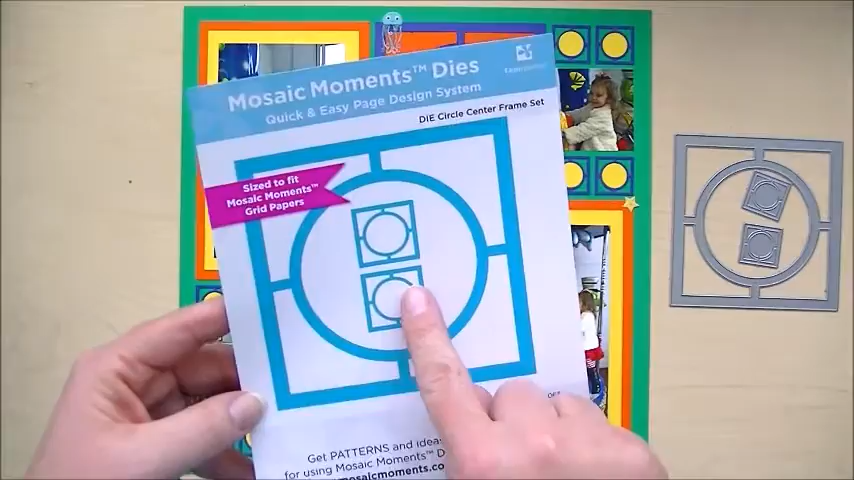 Mosaic Moments™ Dies
Quick & Easy Page Design System
DiE Circle Center Frame Set
Sized to fit
Mosaic Moments™
Grid Papers
Get PATTERNS and ideas
for using Mosaic Moments™ D
mosaicmoments.co